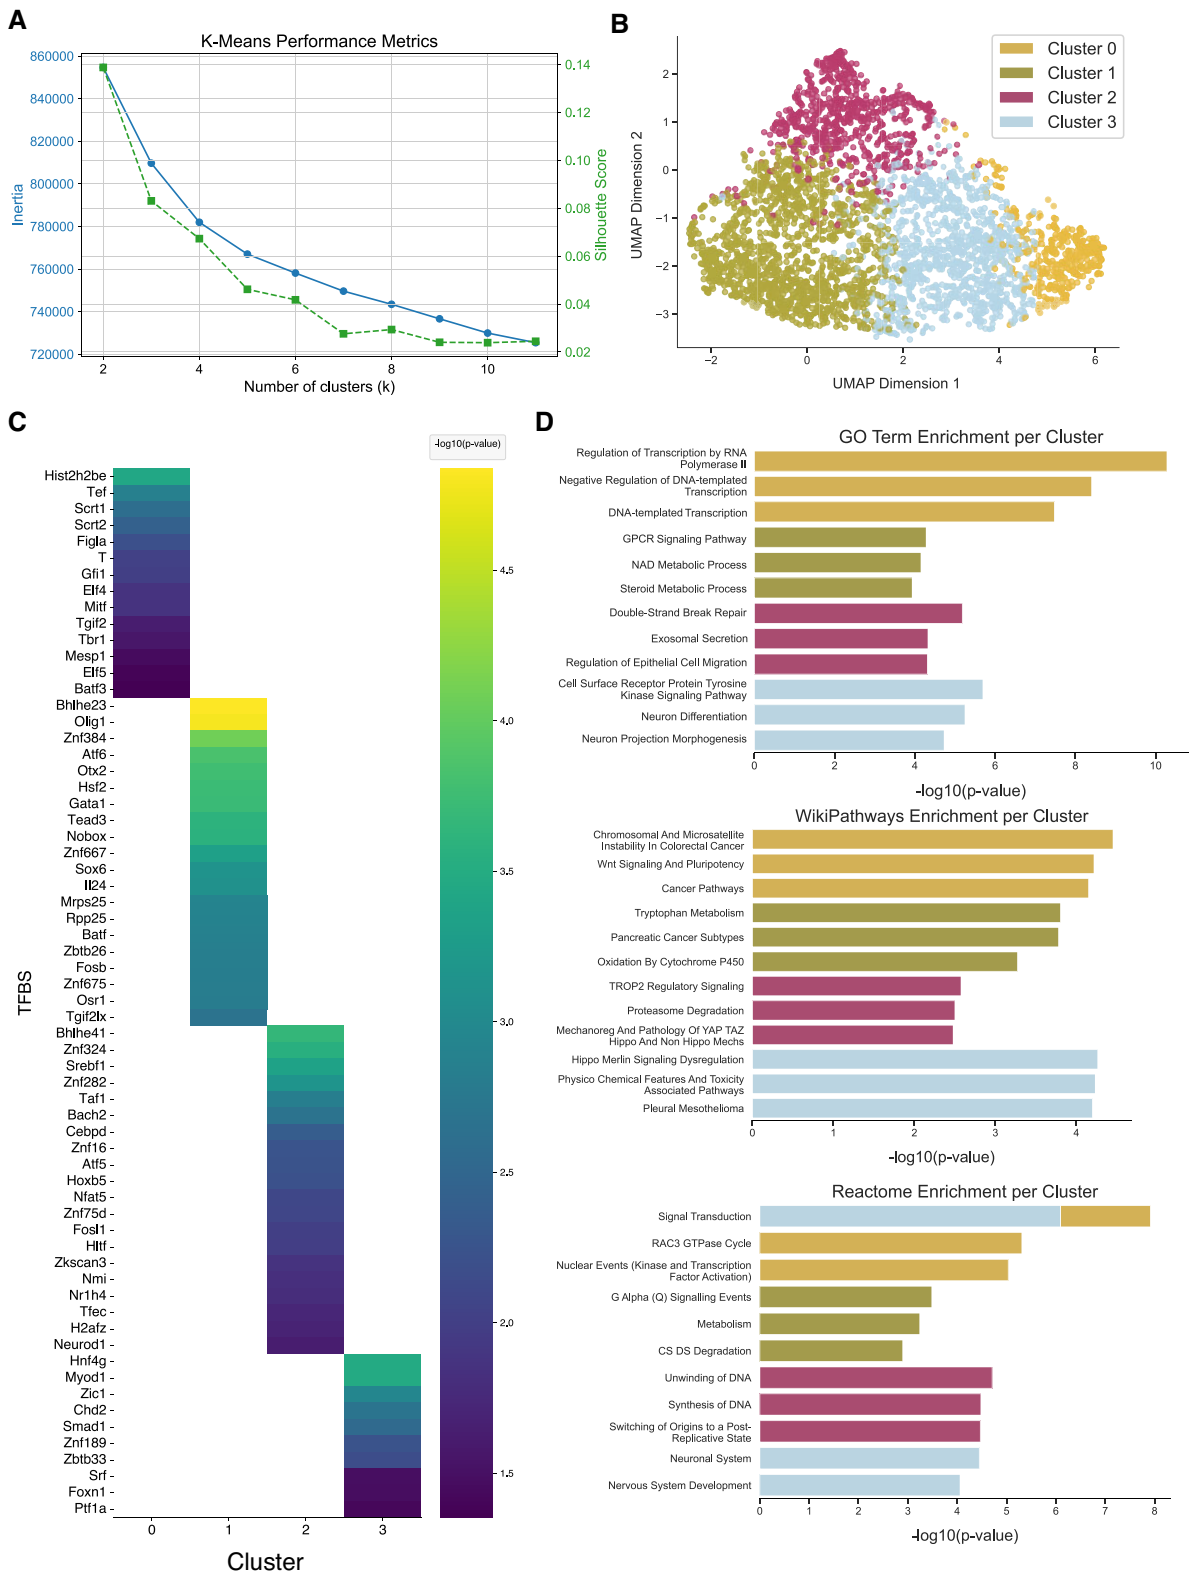 A
K-Means Performance Metrics
860000
840000
820000
800000
780000
760000
740000
720000
Inertia
0.14
0.12
0.10
0.08
0.06
0.04
0.02
Silhouette Score
2
4
6
8
10
Number of clusters (k)
B
Cluster 0
Cluster 1
Cluster 2
Cluster 3
2
1
0
−1
−2
−3
UMAP Dimension 2
−2
0
2
4
6
UMAP Dimension 1
C
-log10(p-value)
Hist2h2be
Tef
Scrt1
Scrt2
Figla
T
Gfi1
Elf4
Mitf
Tgif2
Tbr1
Mesp1
Elf5
Batf3
Bhlhe23
Olig1
Znf384
Atf6
Otx2
Hsf2
Gata1
Tead3
Nobox
Znf667
Sox6
Il24
Mrps25
Rpp25
Batf
Zbtb26
Fosb
Znf675
Osr1
Tgif2lx
Bhlhe41
Znf324
Srebf1
Znf282
Taf1
Bach2
Cebpd
Znf16
Atf5
Hoxb5
Nfat5
Znf75d
Fosl1
Hltf
Zkscan3
Nmi
Nr1h4
Tfec
H2afz
Neurod1
Hnf4g
Myod1
Zic1
Chd2
Smad1
Znf189
Zbtb33
Srf
Foxn1
Ptf1a
TFBS
0
1
2
3
Cluster
4.5
4.0
3.5
3.0
2.5
2.0
1.5
D
GO Term Enrichment per Cluster
Regulation of Transcription by RNA
Polymerase II
Negative Regulation of DNA-templated
Transcription
DNA-templated Transcription
GPCR Signaling Pathway
NAD Metabolic Process
Steroid Metabolic Process
Double-Strand Break Repair
Exosomal Secretion
Regulation of Epithelial Cell Migration
Cell Surface Receptor Protein Tyrosine
Kinase Signaling Pathway
Neuron Differentiation
Neuron Projection Morphogenesis
0
2
4
6
8
10
-log10(p-value)
WikiPathways Enrichment per Cluster
Chromosomal And Microsatellite
Instability In Colorectal Cancer
Wnt Signaling And Pluripotency
Cancer Pathways
Tryptophan Metabolism
Pancreatic Cancer Subtypes
Oxidation By Cytochrome P450
TROP2 Regulatory Signaling
Proteasome Degradation
Mechanoreg And Pathology Of YAP TAZ
Hippo And Non Hippo Mechs
Hippo Merlin Signaling Dysregulation
Physico Chemical Features And Toxicity
Associated Pathways
Pleural Mesothelioma
0
1
2
3
4
-log10(p-value)
Reactome Enrichment per Cluster
Signal Transduction
RAC3 GTPase Cycle
Nuclear Events (Kinase and Transcription
Factor Activation)
G Alpha (Q) Signalling Events
Metabolism
CS DS Degradation
Unwinding of DNA
Synthesis of DNA
Switching of Origins to a Post-
Replicative State
Neuronal System
Nervous System Development
0
1
2
3
4
5
6
7
8
-log10(p-value)